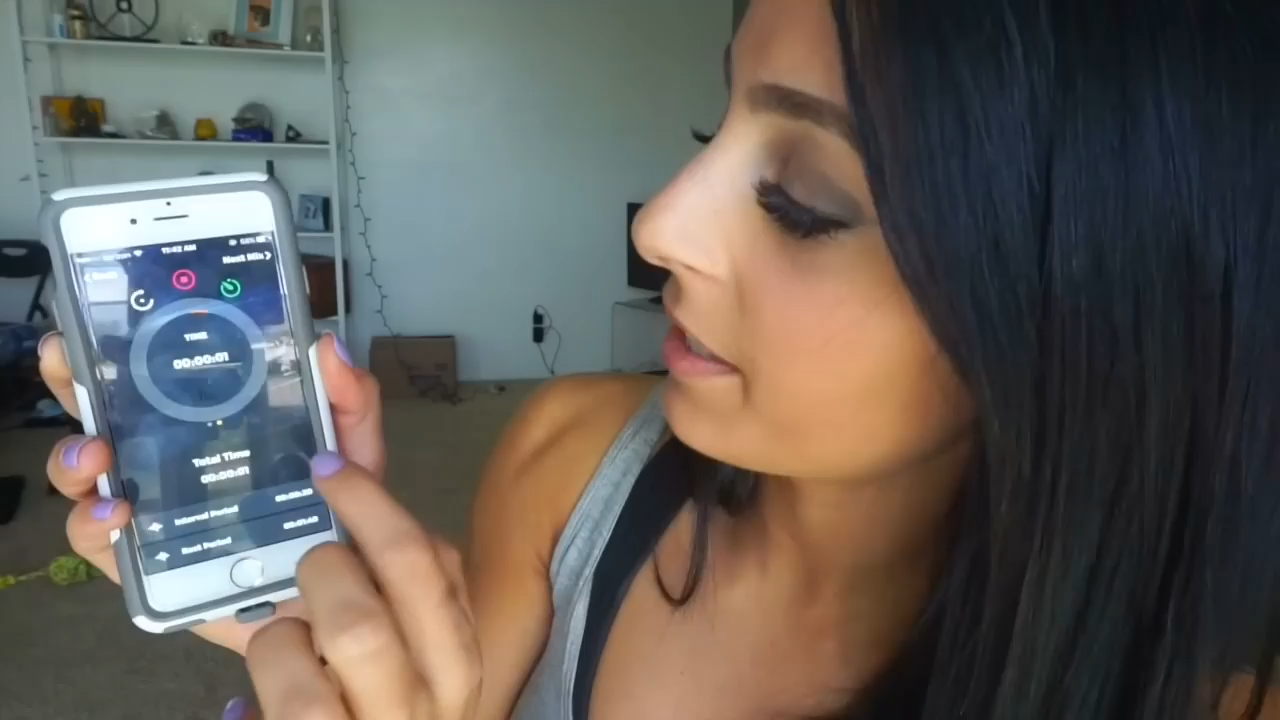 11:42 AM
Next Mix >
TIME
00:00:01
Total Time
00:00:01
Interval Period
Rest Period